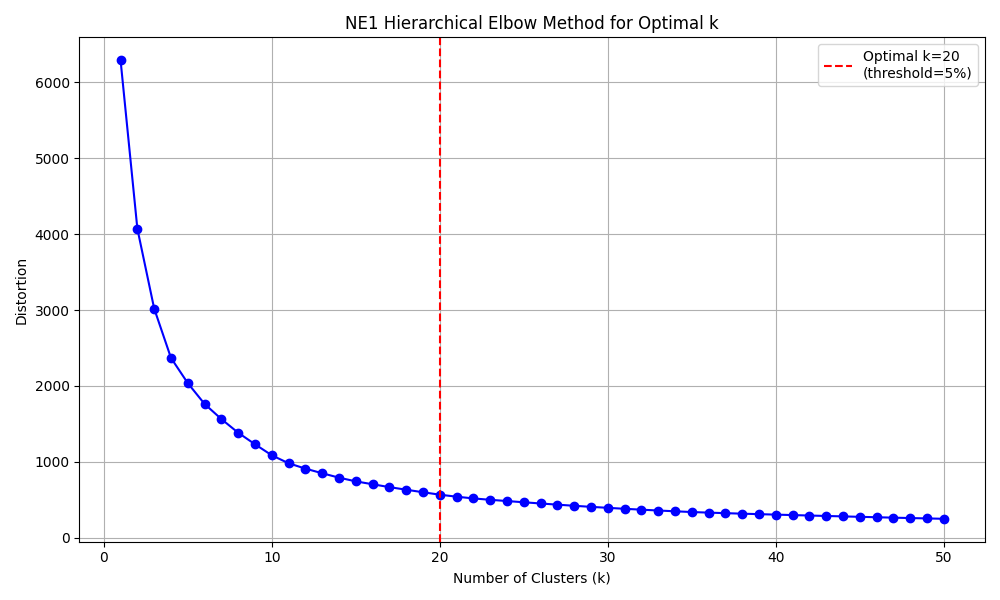 NE1 Hierarchical Elbow Method for Optimal k
Optimal k=20
(threshold=5%)
Distortion
6000
5000
4000
3000
2000
1000
0
0 10 20 30 40 50
Number of Clusters (k)